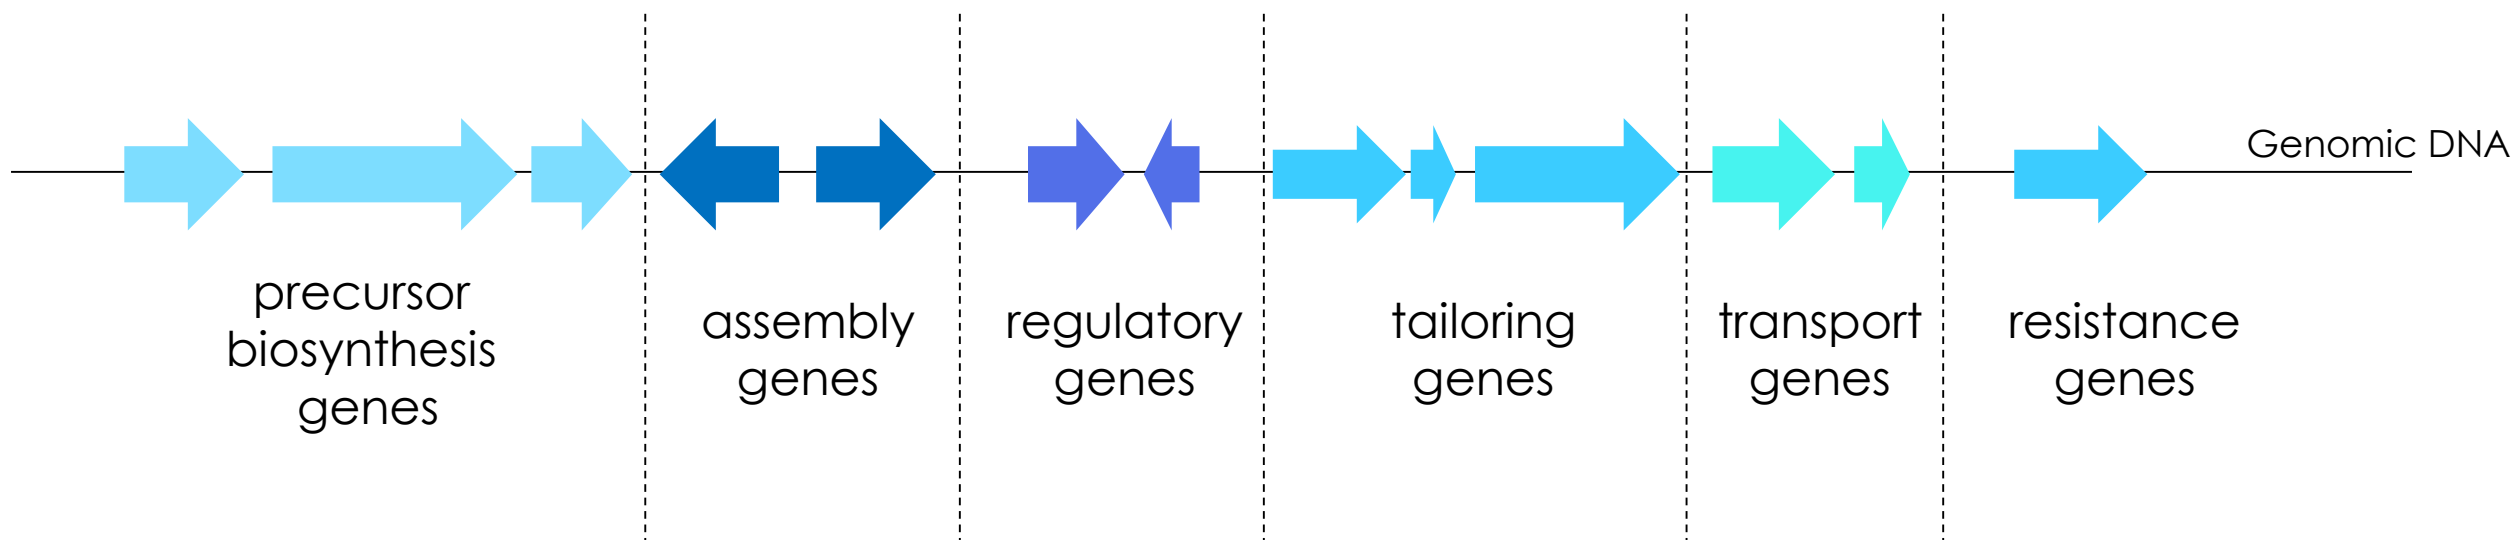 Genomic DNA
precursor
biosynthesis
genes
assembly
genes
regulatory
genes
tailoring
genes
transport
genes
resistance
genes